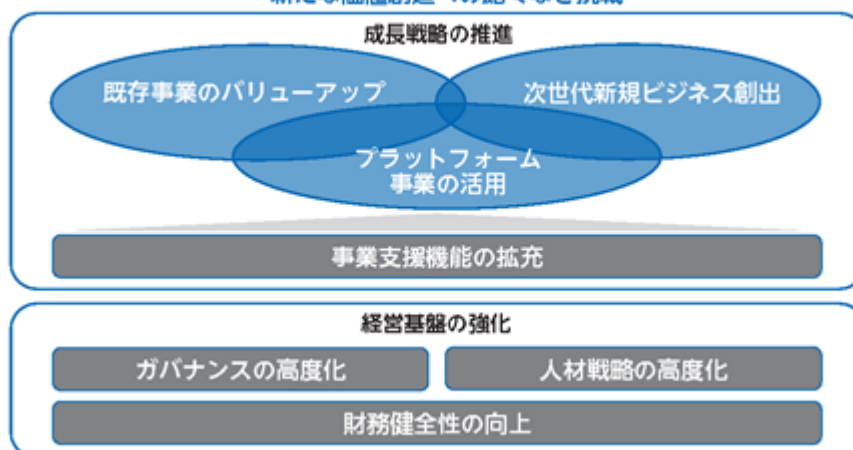 成長戦略の推進
既存事業のバリューアップ
次世代新規ビジネス創出
プラットフォーム
事業の活用
事業支援機能の拡充
経営基盤の強化
ガバナンスの高度化
人材戦略の高度化
財務健全性の向上